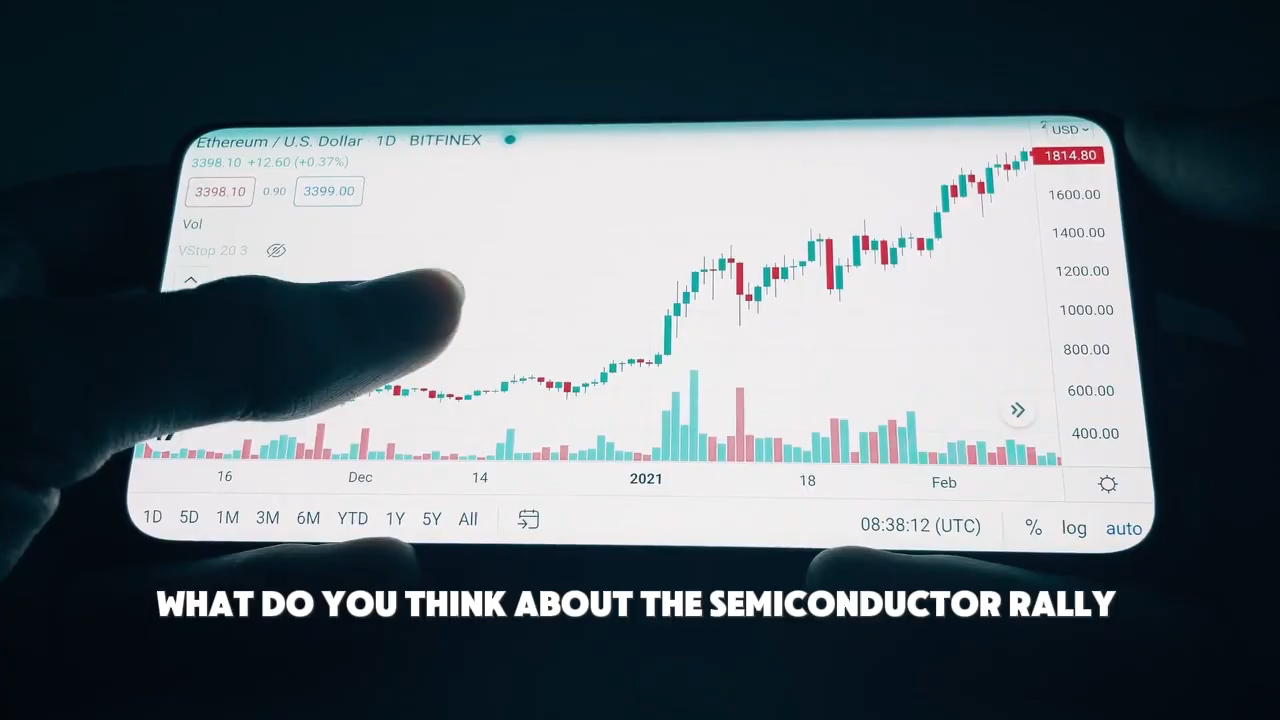 Ethereum / U.S. Dollar 1D BITFINEX
3398.10 +12.60 (+0.37%)
3398.10 0.90 3399.00
Vol
VStop 20 3
2 USD
1814.80
1600.00
1400.00
1200.00
1000.00
800.00
600.00
400.00
16 Dec 14 2021 18 Feb
1D 5D 1M 3M 6M YTD 1Y 5Y All 08:38:12 (UTC) % log auto
WHAT DO YOU THINK ABOUT THE SEMICONDUCTOR RALLY